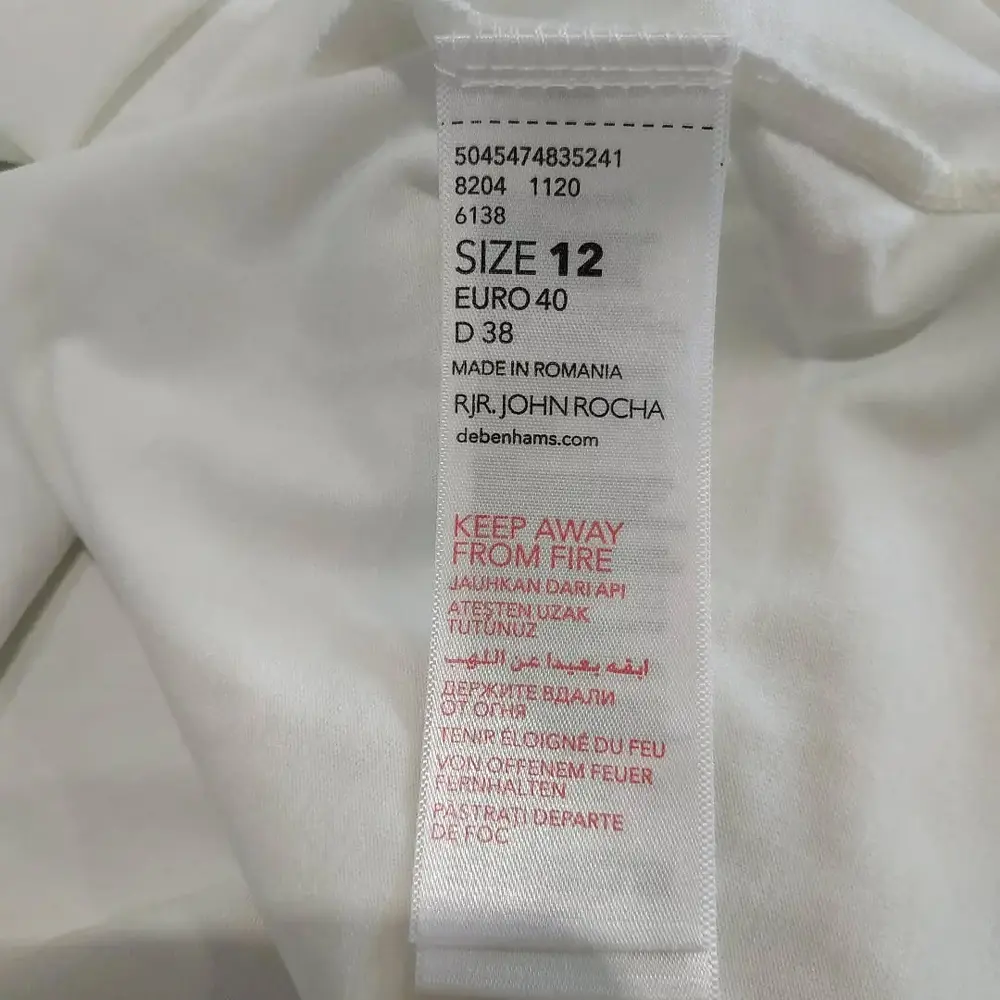 5045474835241
8204 1120
6138
SIZE 12
EURO 40
D 38
MADE IN ROMANIA
RJR. JOHN ROCHA
debenhams.com
KEEP AWAY
FROM FIRE
JAUHKAN DARI API
ATEŞTEN UZAK
TUTUNUZ
ابقه بعيدا عن اللهب
ДЕРЖИТЕ ВДАЛИ
ОТ ОГНЯ
TENIR ÉLOIGNÉ DU FEU
VON OFFENEM FEUER
FERNHALTEN
PASTRATI DEPARTE
DE FOC